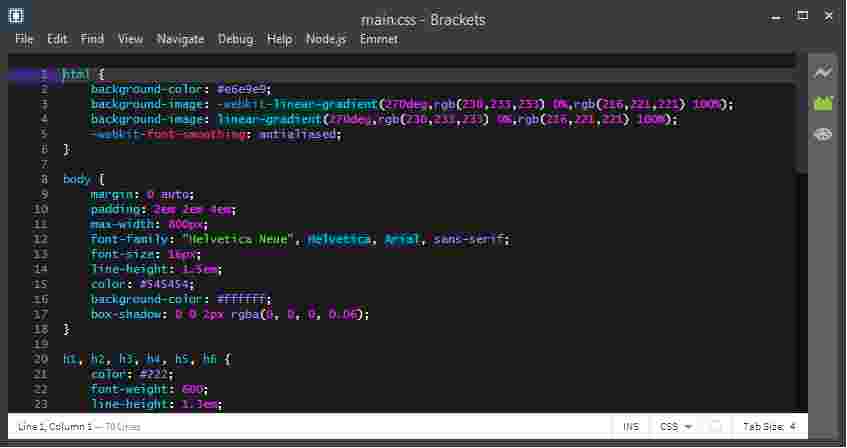 main.css - Brackets
File Edit Find View Navigate Debug Help Node.js Emmet
1 html {
2 background-color: #e6e9e9;
3 background-image: -webkit-linear-gradient(270deg,rgb(230,233,233) 0%,rgb(216,221,221) 100%);
4 background-image: linear-gradient(270deg,rgb(230,233,233) 0%,rgb(216,221,221) 100%);
5 -webkit-font-smoothing: antialiased;
6 }
7
8 body {
9 margin: 0 auto;
10 padding: 2em 2em 4em;
11 max-width: 800px;
12 font-family: "Helvetica Neue", Helvetica, Arial, sans-serif;
13 font-size: 16px;
14 line-height: 1.5em;
15 color: #545454;
16 background-color: #ffffff;
17 box-shadow: 0 0 2px rgba(0, 0, 0, 0.06);
18 }
19
20 h1, h2, h3, h4, h5, h6 {
21 color: #222;
22 font-weight: 600;
23 line-height: 1.3em;
Line 1, Column 1 — 70 Lines INS CSS Tab Size: 4